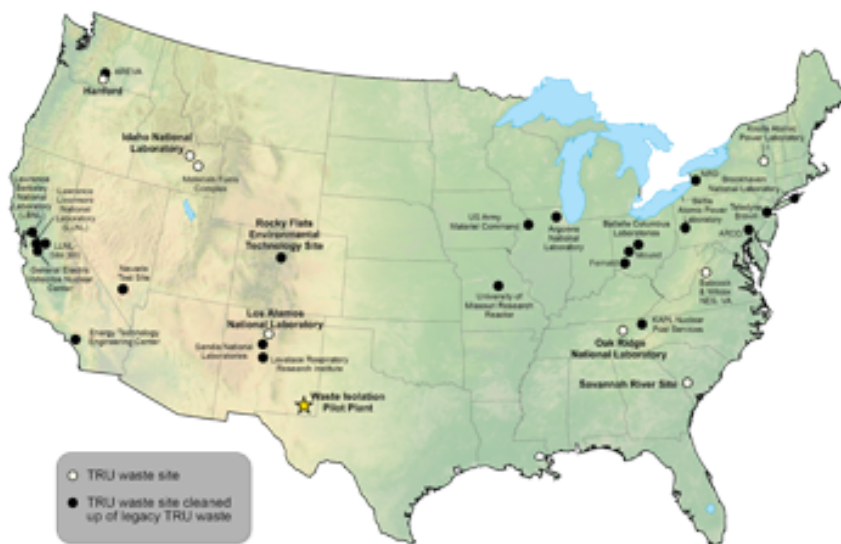 AREVA
Hanford
Idaho National
Laboratory
Materials Fuels
Complex
Lawrence
Berkeley
National
Laboratory
(LBNL)
Lawrence
Livermore
National
Laboratory
(LLNL)
LLNL
Site 300
General Electric
Vallecitos Nuclear
Center
Nevada
Test Site
Energy Technology
Engineering Center
Rocky Flats
Environmental
Technology Site
Los Alamos
National Laboratory
Sandia National
Laboratories
Lovelace Respiratory
Research Institute
Waste Isolation
Pilot Plant
US Army
Materiel Command
Argonne
National
Laboratory
University of
Missouri Research
Reactor
Battelle Columbus
Laboratories
Mound
Fernald
Bettis
Atomic Power
Laboratory
NRD
Knolls Atomic
Power Laboratory
Brookhaven
National Laboratory
Teledyne
Brown
ARCO
Babcock
& Wilcox
NES, VA
KAPL Nuclear
Fuel Services
Oak Ridge
National Laboratory
Savannah River Site
TRU waste site
TRU waste site cleaned
up of legacy TRU waste